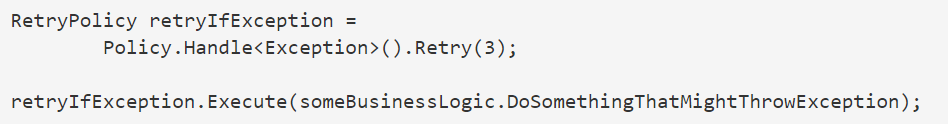 RetryPolicy retryIfException =
        Policy.Handle<Exception>().Retry(3);
retryIfException.Execute(someBusinessLogic.DoSomethingThatMightThrowException);